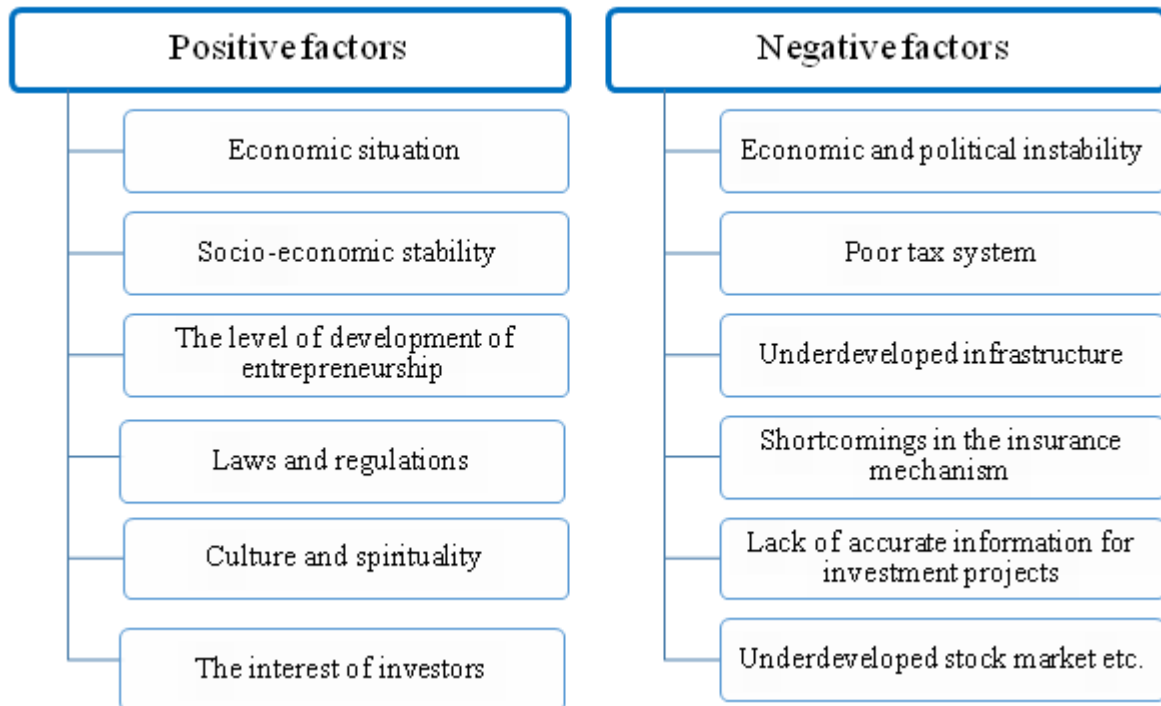 Positive factors
Economic situation
Socio-economic stability
The level of development of
entrepreneurship
Laws and regulations
Culture and spirituality
The interest of investors
Negative factors
Economic and political instability
Poor tax system
Underdeveloped infrastructure
Shortcomings in the insurance
mechanism
Lack of accurate information for
investment projects
Underdeveloped stock market etc.